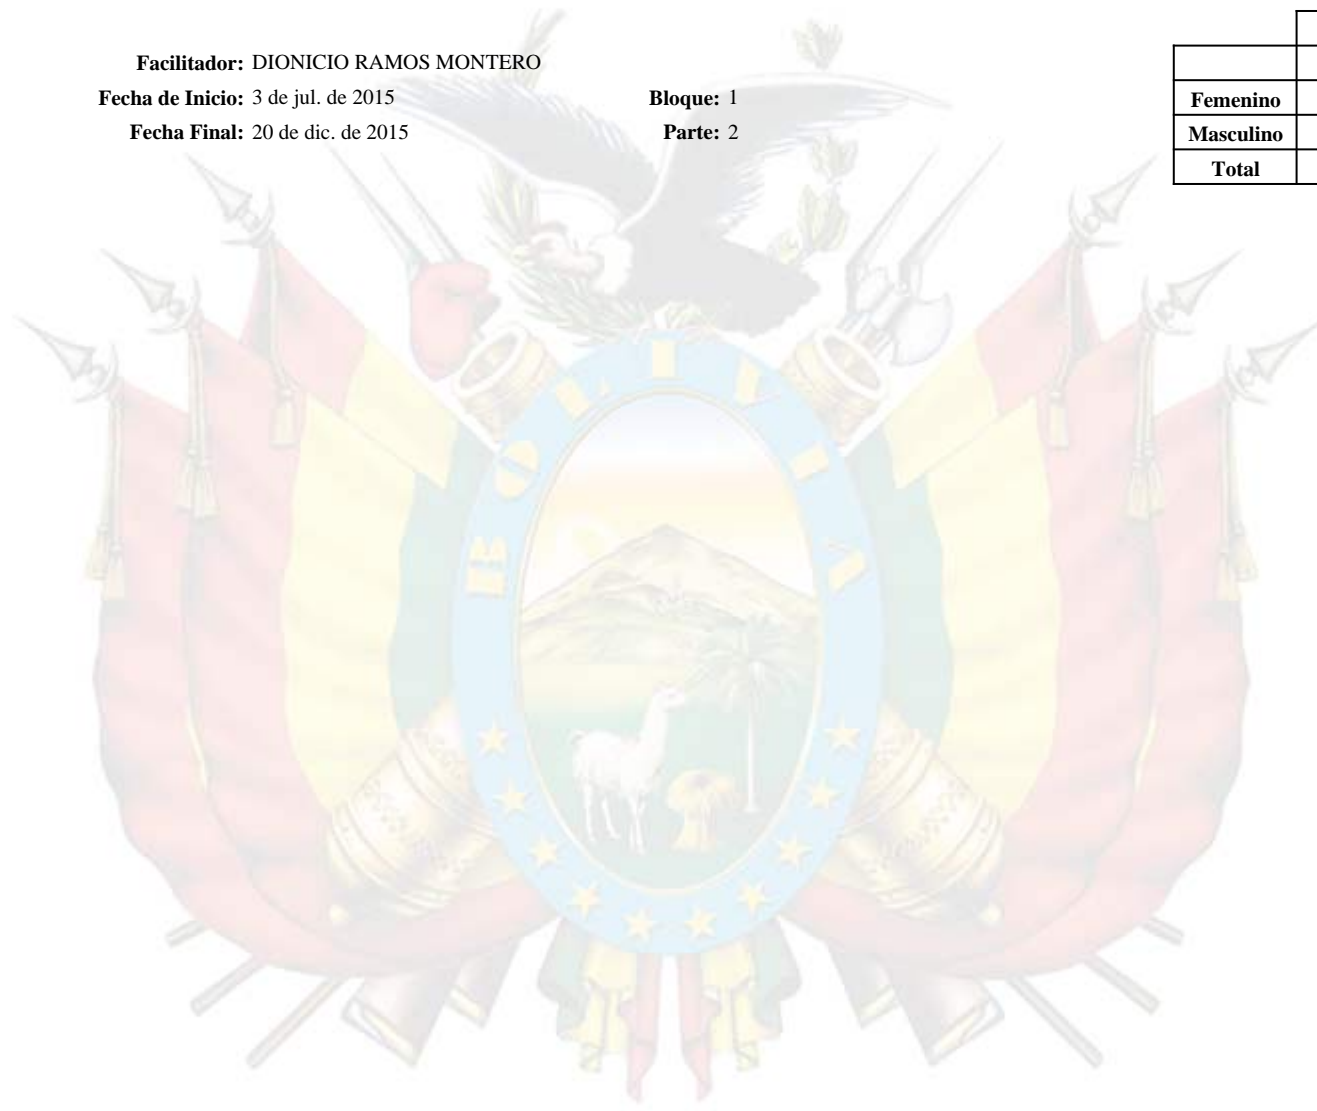 Facilitador: DIONICIO RAMOS MONTERO
Fecha de Inicio: 3 de jul. de 2015 Bloque: 1
Fecha Final: 20 de dic. de 2015 Parte: 2
Femenino
Masculino
Total
BOLIVIA